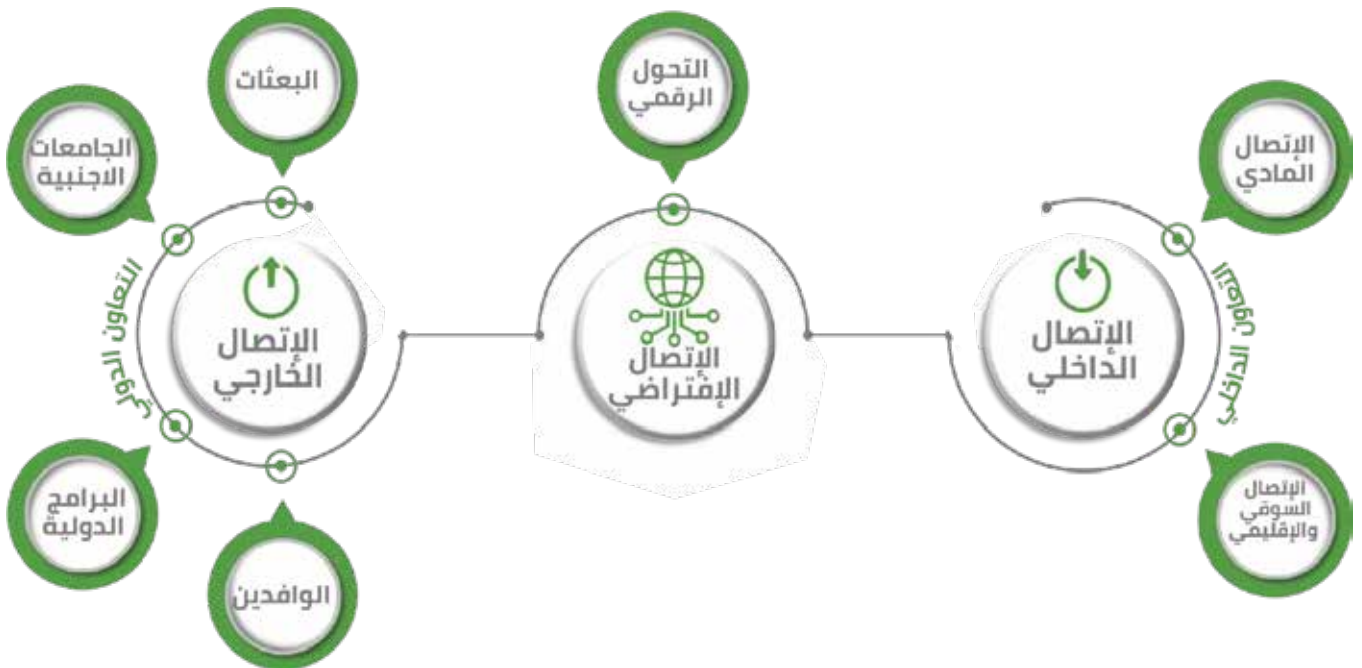 الإتصال
المادي
التعاون الداخلي
الإتصال
الداخلي
الإتصال
السوقي
والإقليمي
التحول
الرقمي
الإتصال
الإفتراضي
البعثات
الجامعات
الاجنبية
التعاون الدولي
الإتصال
الخارجي
البرامج
الدولية
الوافدين